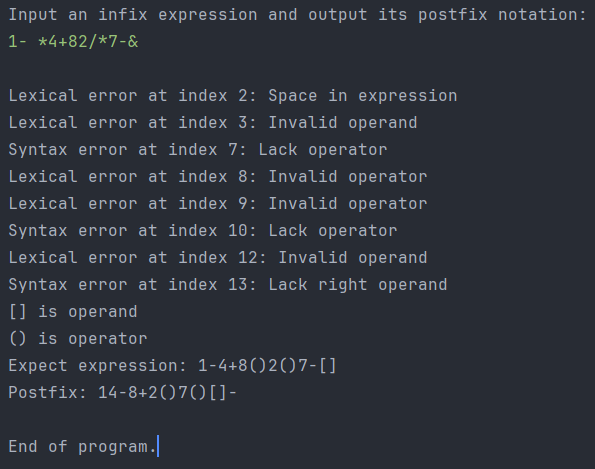 Input an infix expression and output its postfix notation:
1- *4+82/*7-&
Lexical error at index 2: Space in expression
Lexical error at index 3: Invalid operand
Syntax error at index 7: Lack operator
Lexical error at index 8: Invalid operator
Lexical error at index 9: Invalid operator
Syntax error at index 10: Lack operator
Lexical error at index 12: Invalid operand
Syntax error at index 13: Lack right operand
[] is operand
() is operator
Expect expression: 1-4+8()2()7-[]
Postfix: 14-8+2()7()[]-
End of program.